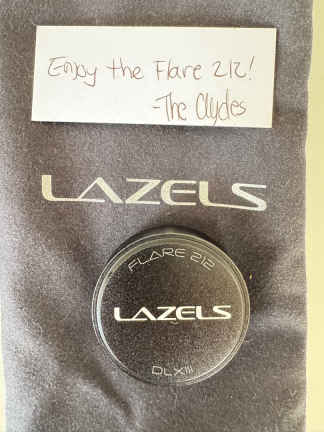 Enjoy the Flare 212!
-The Clydes
LAZELS
FLARE 212
LAZELS
DLXIII